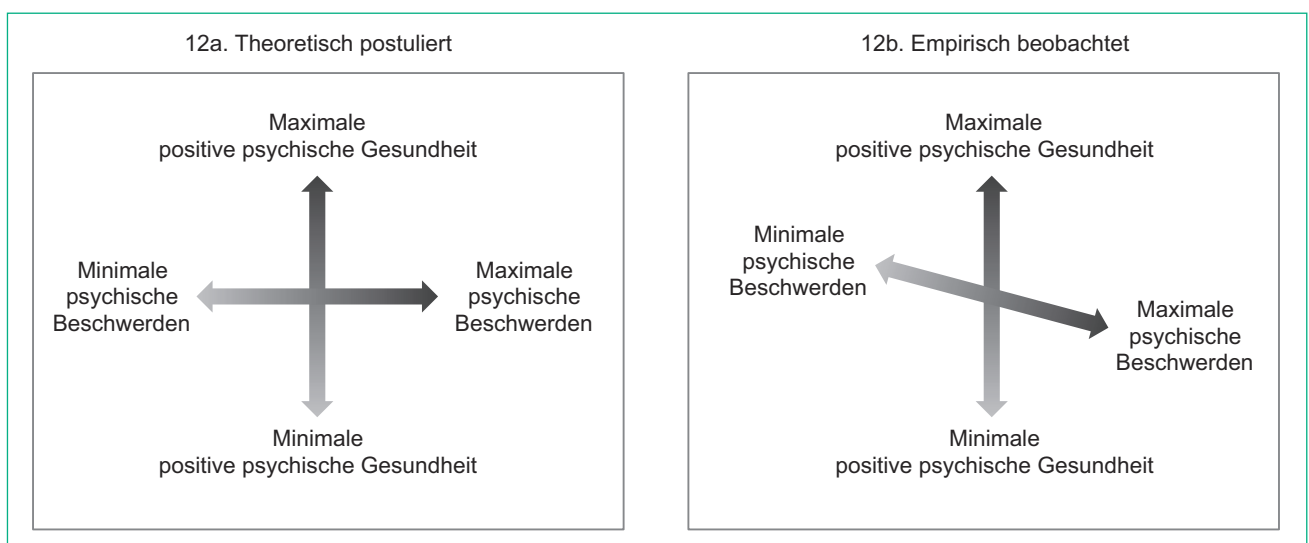 12a. Theoretisch postuliert
Maximale
positive psychische Gesundheit
Minimale
psychische
Beschwerden
Maximale
psychische
Beschwerden
Minimale
positive psychische Gesundheit
12b. Empirisch beobachtet
Maximale
positive psychische Gesundheit
Minimale
psychische
Beschwerden
Maximale
psychische
Beschwerden
Minimale
positive psychische Gesundheit